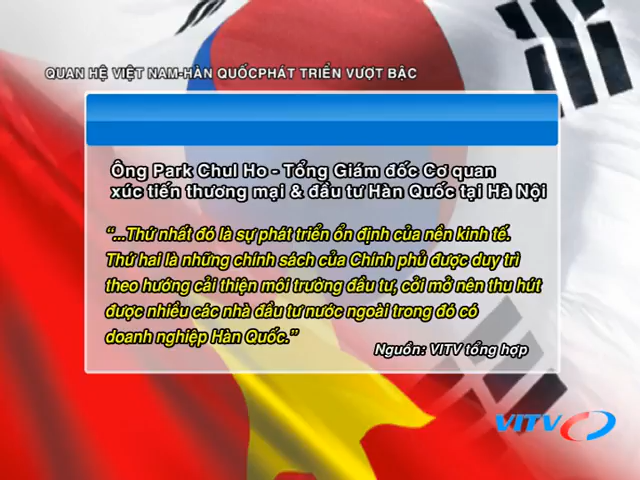 QUAN HỆ VIỆT NAM-HÀN QUỐCPHÁT TRIỂN VƯỢT BẬC
Ông Park Chul Ho - Tổng Giám đốc Cơ quan
xúc tiến thương mại & đầu tư Hàn Quốc tại Hà Nội
“...Thứ nhất đó là sự phát triển ổn định của nền kinh tế.
Thứ hai là những chính sách của Chính phủ được duy trì
theo hướng cải thiện môi trường đầu tư, cởi mở nên thu hút
được nhiều các nhà đầu tư nước ngoài trong đó có
doanh nghiệp Hàn Quốc.”
Nguồn: VITV tổng hợp
VITV